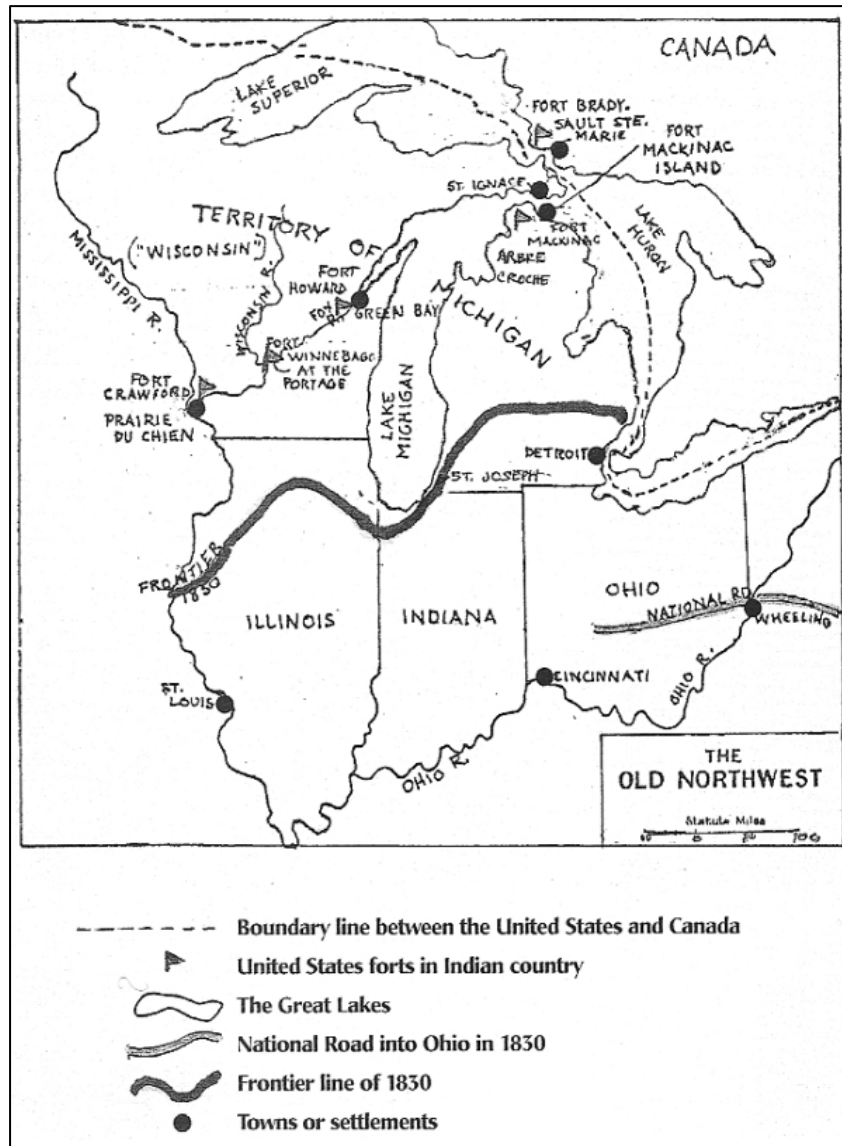 CANADA
LAKE
SUPERIOR
FORT BRADY.
SAULT STE.
MARIE
FORT
MACKINAC
ISLAND
ST. IGNACE
FORT
MACKINAC
ARBRE
CROCHE
LAKE
HURON
TERRITORY
OF
MICHIGAN
("WISCONSIN")
MISSISSIPPI R.
WISCONSIN R.
FORT
HOWARD
FOX
R.
GREEN BAY
FORT
WINNEBAGO
AT THE
PORTAGE
FORT
CRAWFORD
PRAIRIE
DU CHIEN
LAKE
MICHIGAN
DETROIT
ST. JOSEPH
FRONTIER
1830
ILLINOIS
INDIANA
OHIO
NATIONAL RD.
WHEELING
ST.
LOUIS
CINCINNATI
OHIO R.
OHIO R.
THE
OLD NORTHWEST
Statute Miles
100
Boundary line between the United States and Canada
United States forts in Indian country
The Great Lakes
National Road into Ohio in 1830
Frontier line of 1830
Towns or settlements